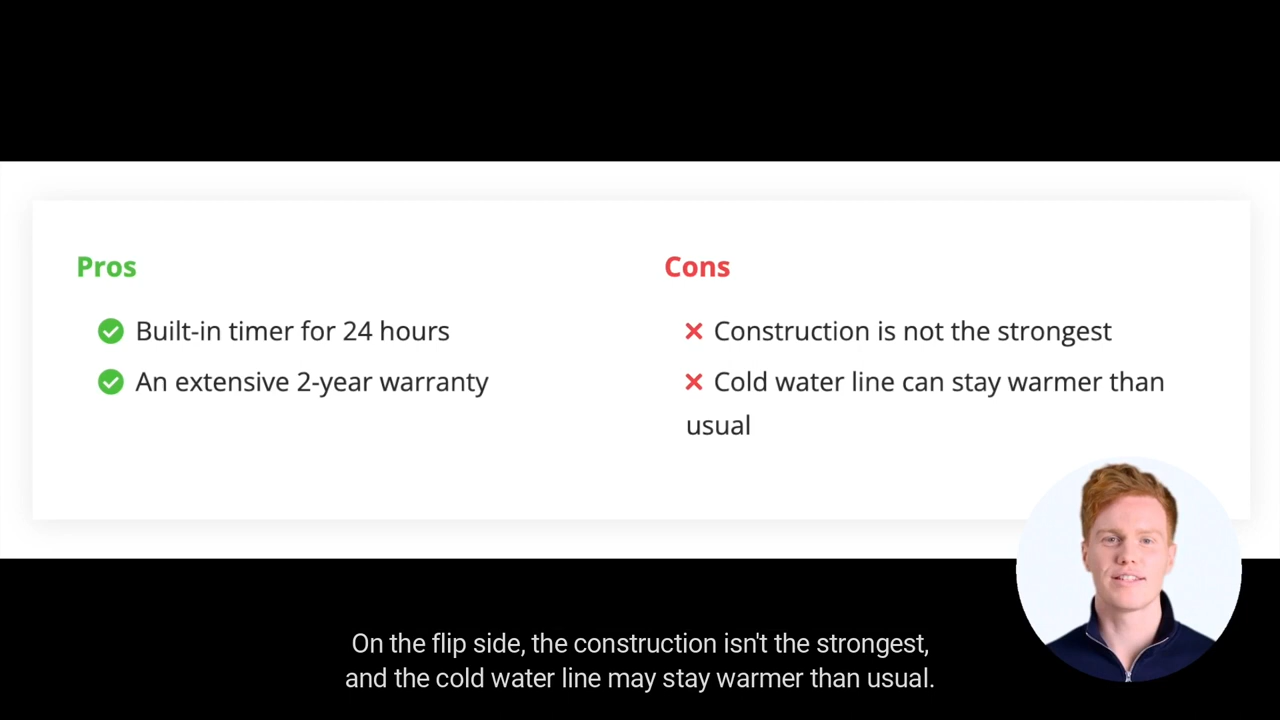 Pros
Built-in timer for 24 hours
An extensive 2-year warranty
Cons
Construction is not the strongest
Cold water line can stay warmer than
usual
On the flip side, the construction isn't the strongest,
and the cold water line may stay warmer than usual.